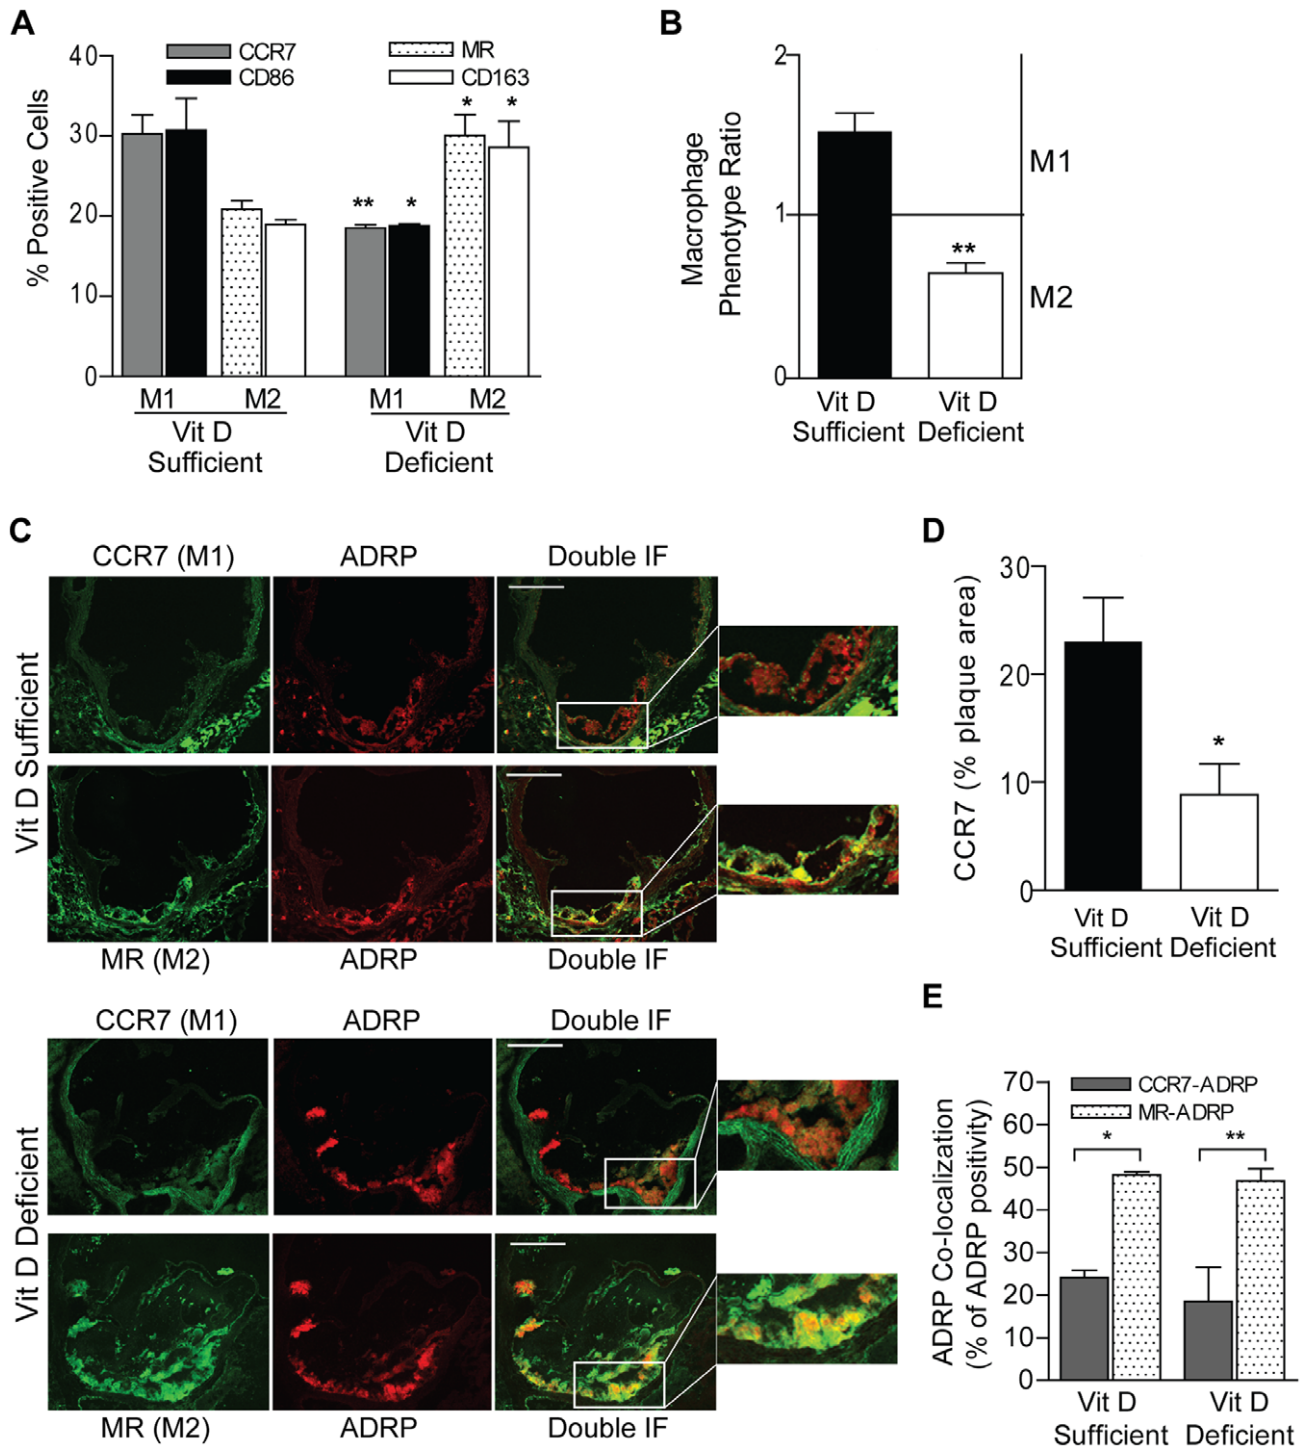 A
40
30
20
10
0
% Positive Cells
CCR7
CD86
MR
CD163
** * * *
M1 M2 M1 M2
Vit D
Sufficient
Vit D
Deficient
B
2
1
0
Macrophage
Phenotype Ratio
**
M1
M2
Vit D
Sufficient
Vit D
Deficient
C
CCR7 (M1) ADRP Double IF
Vit D Sufficient
MR (M2) ADRP Double IF
CCR7 (M1) ADRP Double IF
Vit D Deficient
MR (M2) ADRP Double IF
D
30
20
10
0
CCR7 (% plaque area)
*
Vit D
Sufficient
Vit D
Deficient
E
70
60
50
40
30
20
10
0
ADRP Co-localization
(% of ADRP positivity)
CCR7-ADRP
MR-ADRP
* **
Vit D
Sufficient
Vit D
Deficient